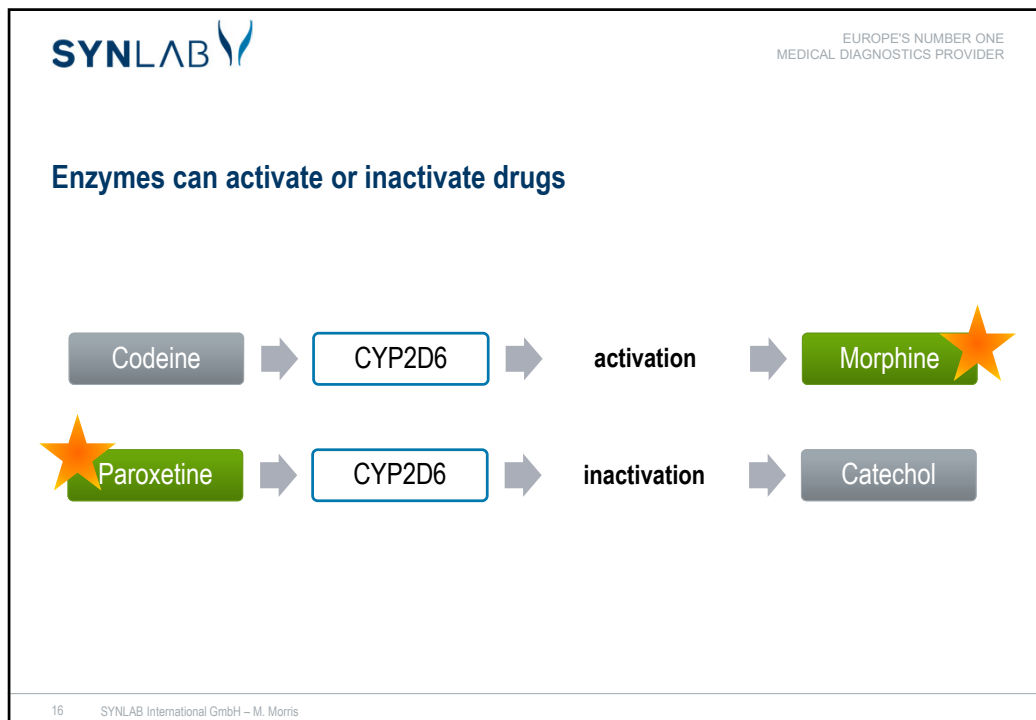 SYNLAB
EUROPE'S NUMBER ONE
MEDICAL DIAGNOSTICS PROVIDER
Enzymes can activate or inactivate drugs
Codeine CYP2D6 activation Morphine
Paroxetine CYP2D6 inactivation Catechol
16 SYNLAB International GmbH – M. Morris